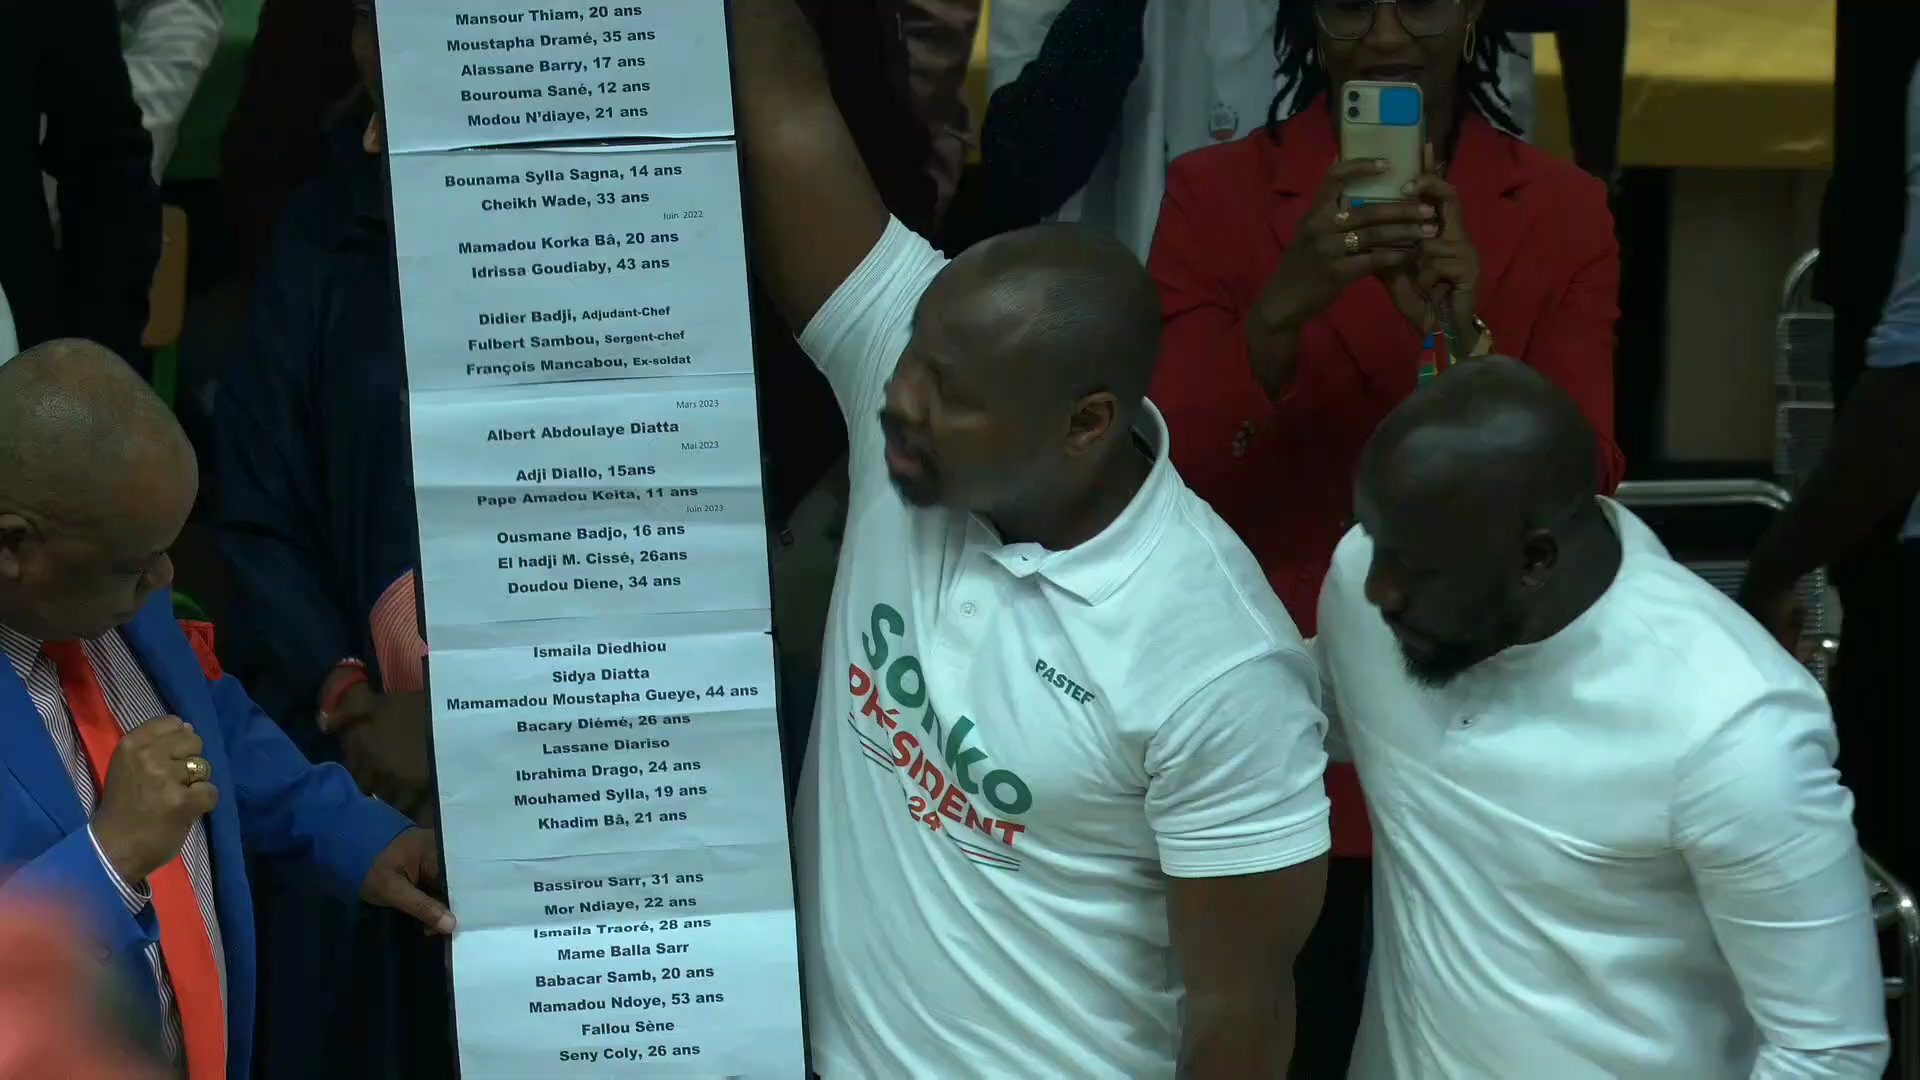 Mansour Thiam, 20 ans
Moustapha Dramé, 35 ans
Alassane Barry, 17 ans
Bourouma Sané, 12 ans
Modou N'diaye, 21 ans
Bounama Sylla Sagna, 14 ans
Cheikh Wade, 33 ans
Juin 2022
Mamadou Korka Bâ, 20 ans
Idrissa Goudiaby, 43 ans
Didier Badji, Adjudant-Chef
Fulbert Sambou, Sergent-chef
François Mancabou, Ex-soldat
Mars 2023
Albert Abdoulaye Diatta
Mai 2023
Adji Diallo, 15ans
Pape Amadou Keita, 11 ans
Juin 2023
Ousmane Badjo, 16 ans
El hadji M. Cissé, 26ans
Doudou Diene, 34 ans
Ismaila Diedhiou
Sidya Diatta
Mamamadou Moustapha Gueye, 44 ans
Bacary Diémé, 26 ans
Lassane Diariso
Ibrahima Drago, 24 ans
Mouhamed Sylla, 19 ans
Khadim Bâ, 21 ans
Bassirou Sarr, 31 ans
Mor Ndiaye, 22 ans
Ismaila Traoré, 28 ans
Mame Balla Sarr
Babacar Samb, 20 ans
Mamadou Ndoye, 53 ans
Fallou Sène
Seny Coly, 26 ans
PASTEF
Sonko
PRÉSIDENT
24